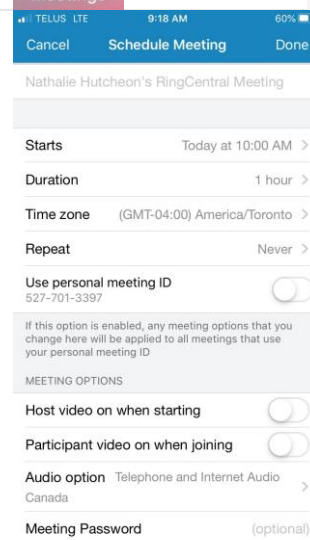 Meetings
TELUS LTE 9:18 AM 60%
Cancel Schedule Meeting Done
Nathalie Hutcheon's RingCentral Meeting
Starts Today at 10:00 AM >
Duration 1 hour >
Time zone (GMT-04:00) America/Toronto >
Repeat Never >
Use personal meeting ID
527-701-3397
If this option is enabled, any meeting options that you
change here will be applied to all meetings that use
your personal meeting ID
MEETING OPTIONS
Host video on when starting
Participant video on when joining
Audio option Telephone and Internet Audio >
Canada
Meeting Password (optional)